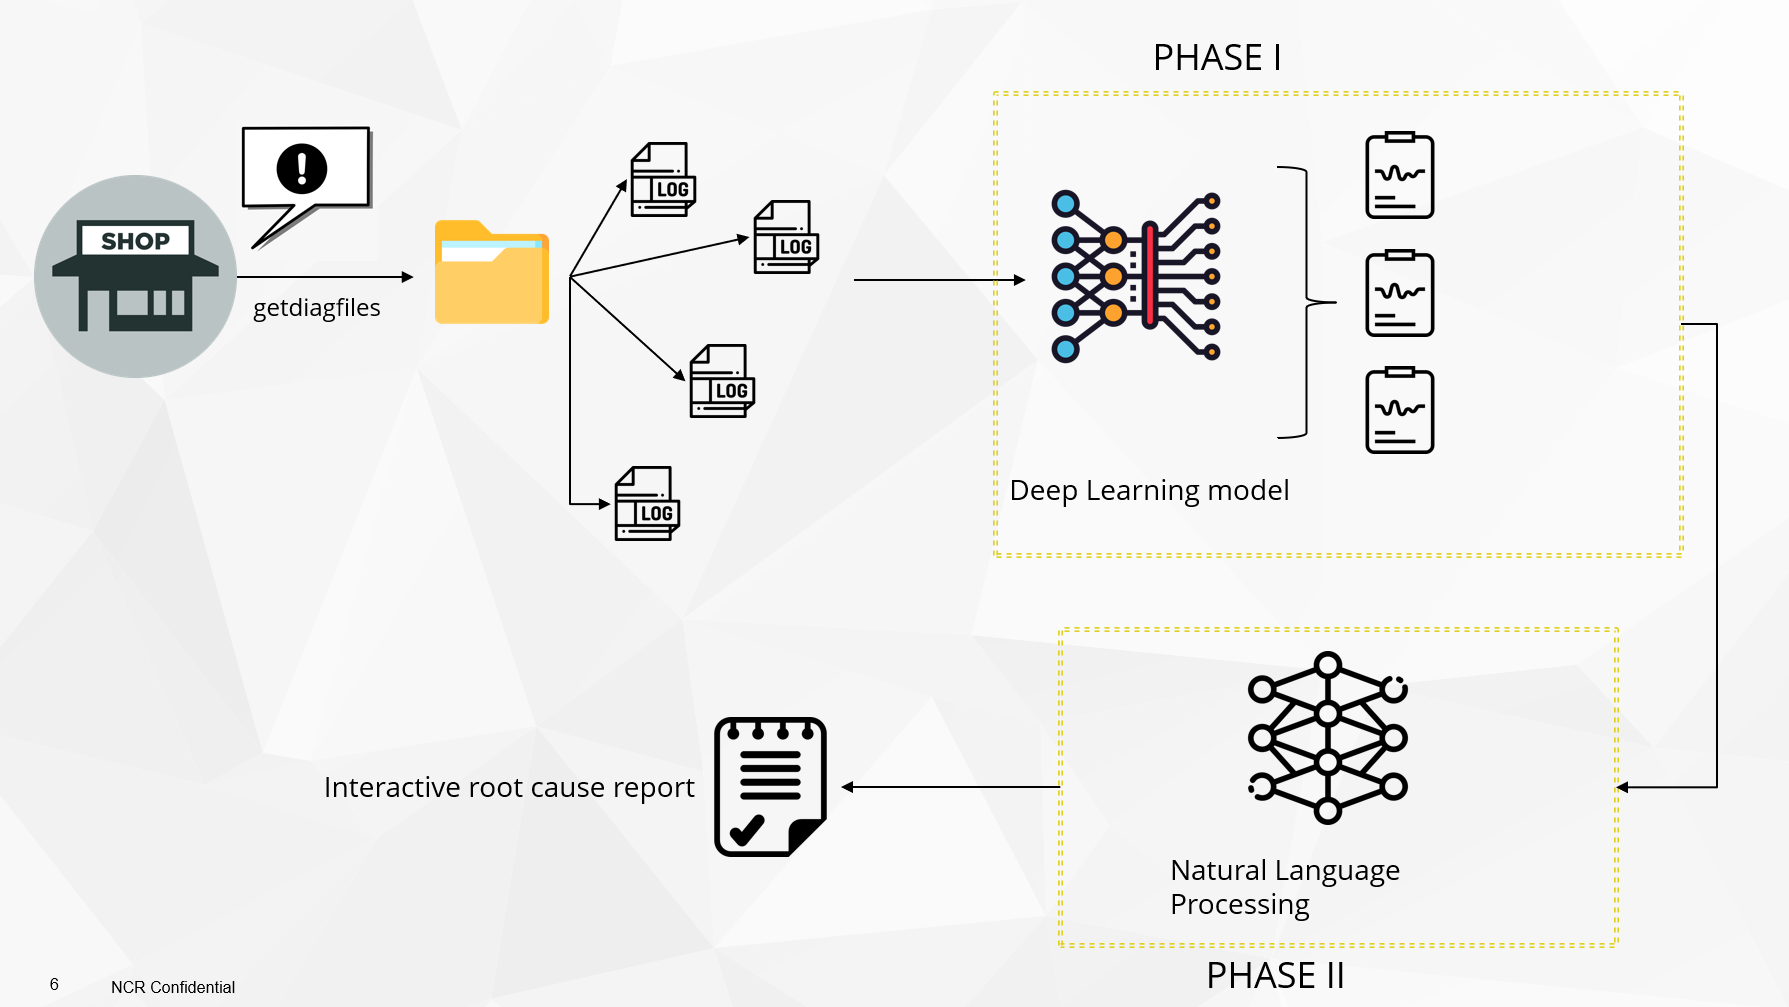 PHASE I
SHOP
getdiagfiles
LOG
LOG
LOG
LOG
Deep Learning model
Interactive root cause report
Natural Language
Processing
PHASE II
6
NCR Confidential